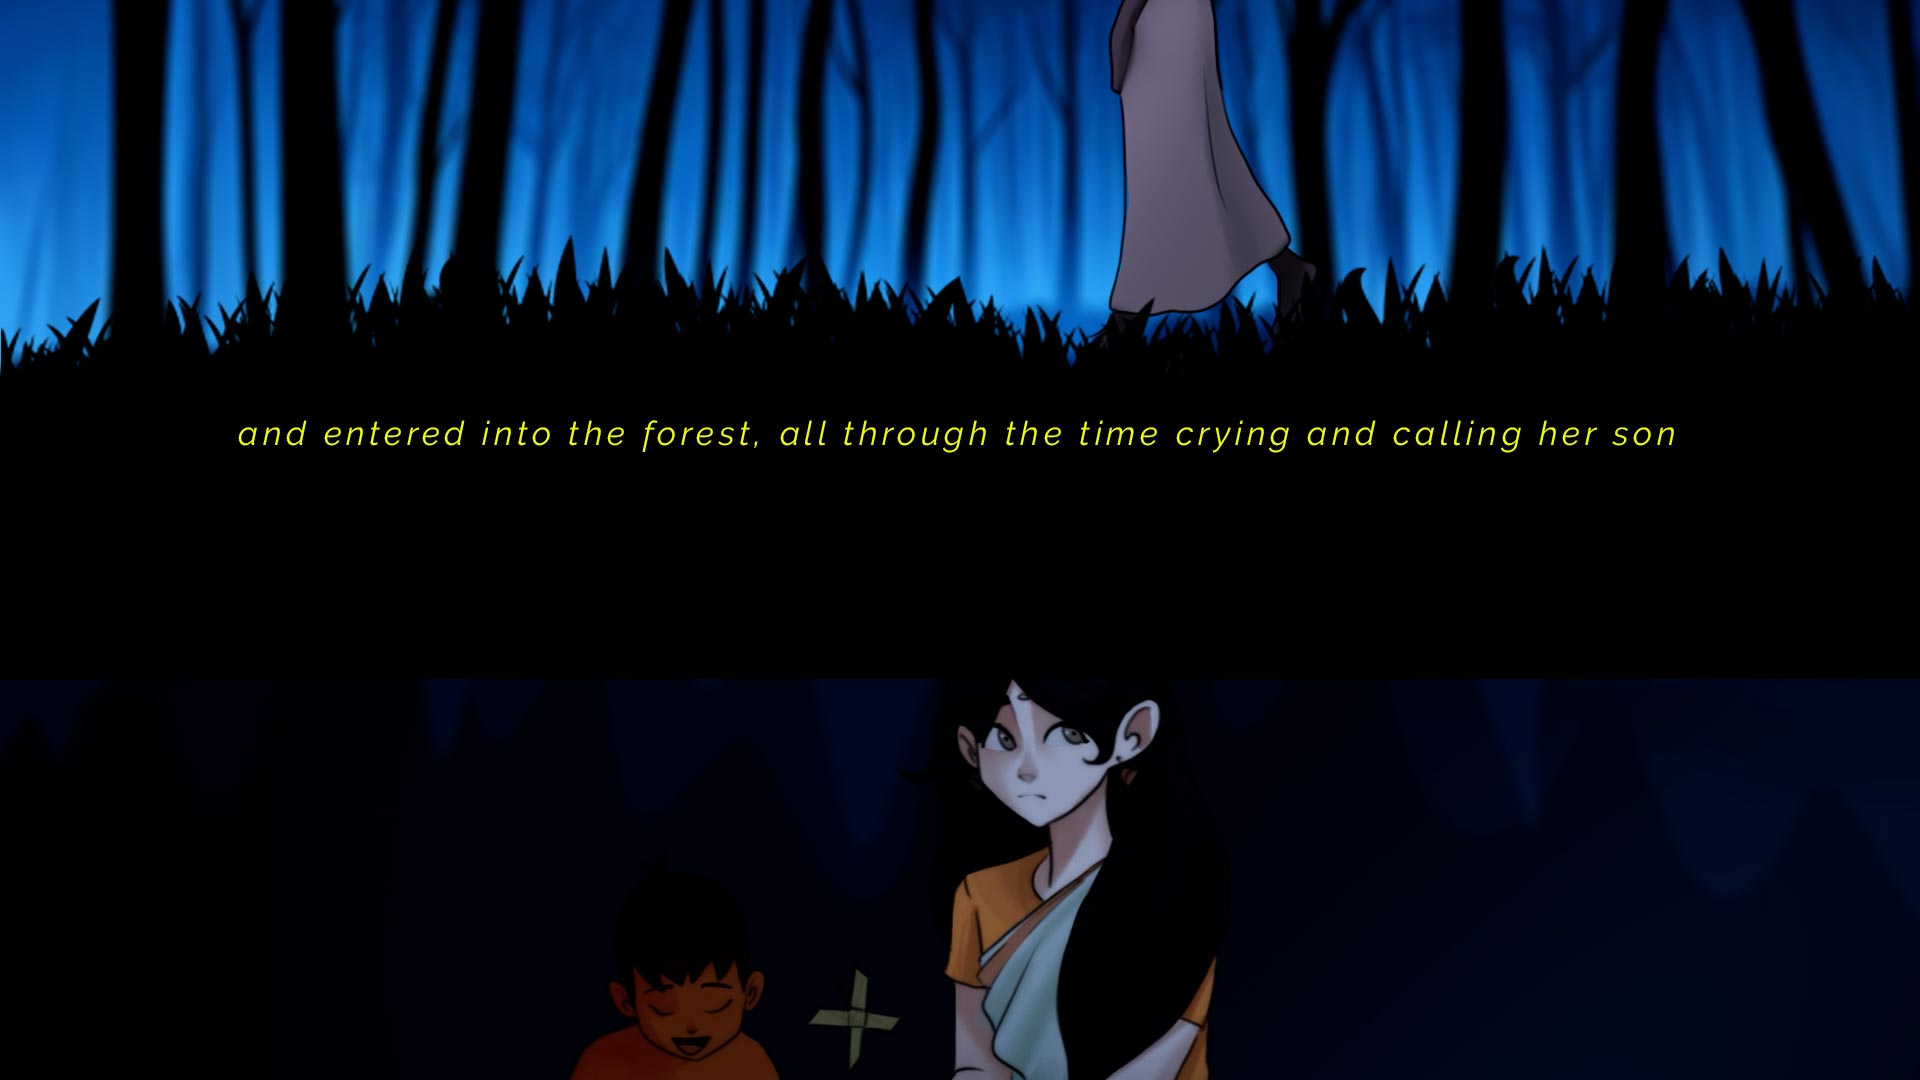 and entered into the forest, all through the time crying and calling her son